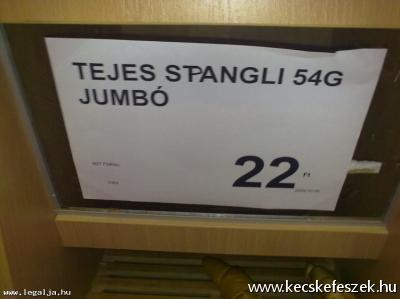 TEJES STANGLI 54G
JUMBÓ
22 Ft
www.legalja.hu
www.kecskefeszek.hu